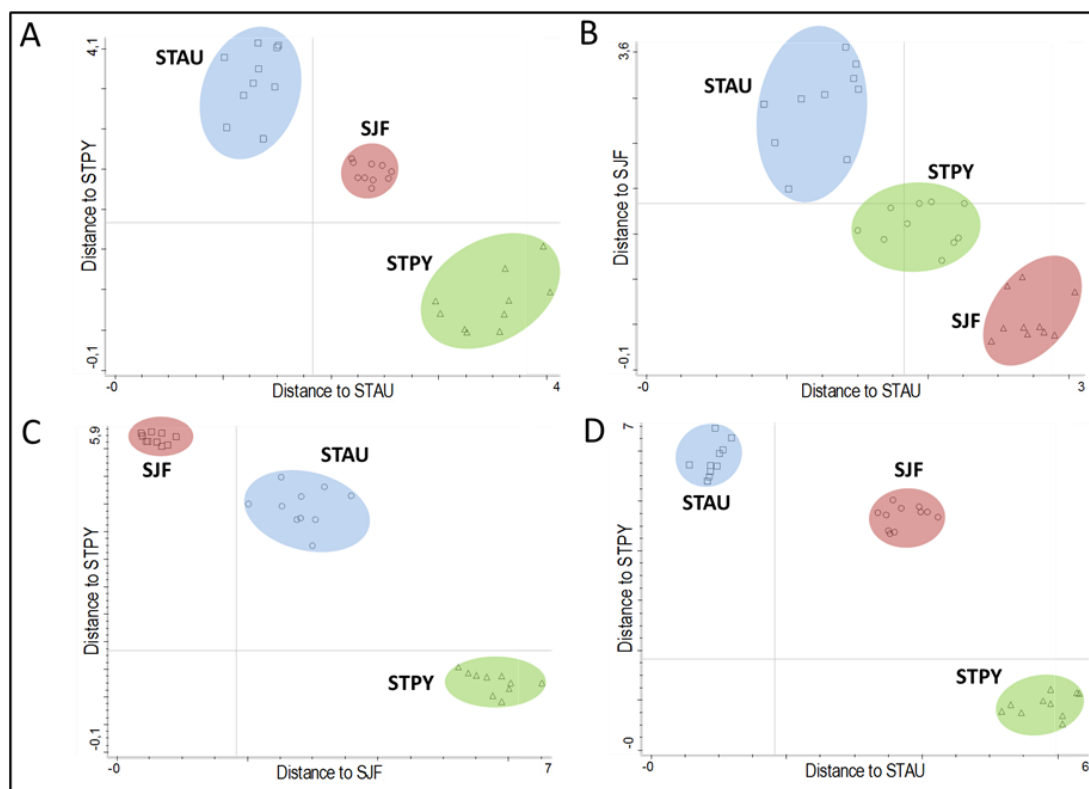 A
4,1
STAU
SJF
STPY
Distance to STPY
-0,1
-0
Distance to STAU
4
B
3,6
STAU
STPY
SJF
Distance to SJF
-0,1
-0
Distance to STAU
3
C
5,9
SJF
STAU
STPY
Distance to STPY
-0,1
-0
Distance to SJF
7
D
7
STAU
SJF
STPY
Distance to STPY
-0
-0
Distance to STAU
6